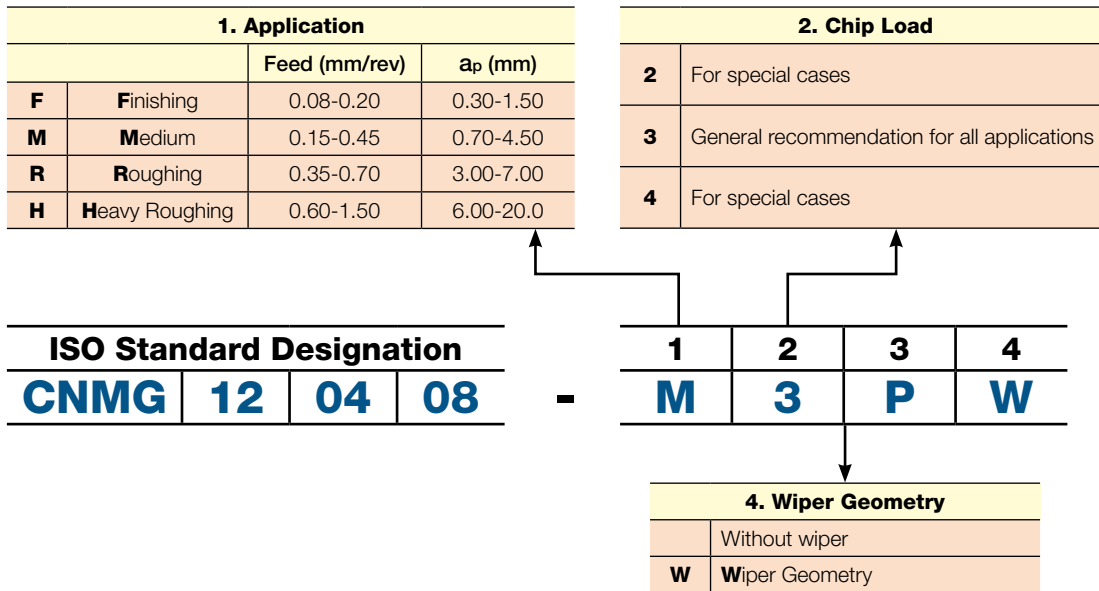 1. Application
Feed (mm/rev) ap (mm)
F Finishing 0.08-0.20 0.30-1.50
M Medium 0.15-0.45 0.70-4.50
R Roughing 0.35-0.70 3.00-7.00
H Heavy Roughing 0.60-1.50 6.00-20.0
2. Chip Load
2 For special cases
3 General recommendation for all applications
4 For special cases
ISO Standard Designation
CNMG 12 04 08 -
1 2 3 4
M 3 P W
4. Wiper Geometry
Without wiper
W Wiper Geometry